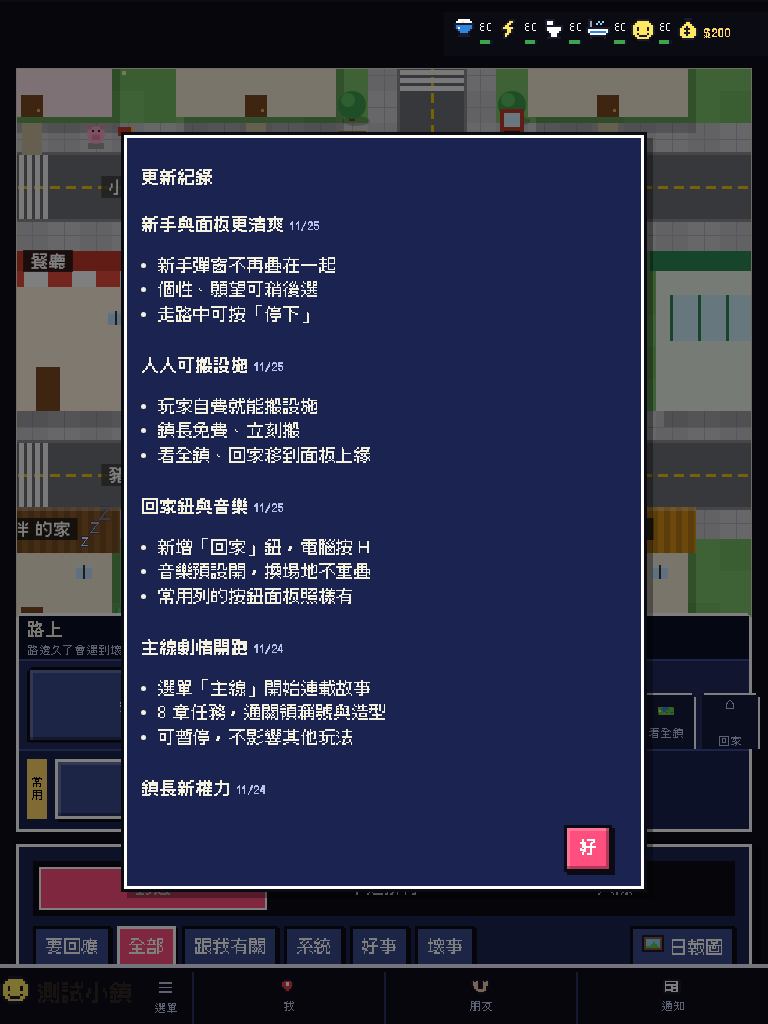 $200
餐廳
的家
路上
更新紀錄
新手與面板更清爽 11/25
• 新手彈窗不再疊在一起
• 個性、願望可稍後選
• 走路中可按「停下」
人人可搬設施 11/25
• 玩家自費就能搬設施
• 鎮長免費、立刻搬
• 看全鎮、回家移到面板上緣
回家鈕與音樂 11/25
• 新增「回家」鈕，電腦按 H
• 音樂預設開，換場地不重疊
• 常用列的按鈕面板照樣有
主線劇情開跑 11/24
• 選單「主線」開始連載故事
• 8 章任務，通關領稱號與造型
• 可暫停，不影響其他玩法
鎮長新權力 11/24
好
看全鎮
回家
常用
要回應
全部
跟我有關
系統
好事
壞事
日報圖
測試小鎮
選單
我
朋友
通知